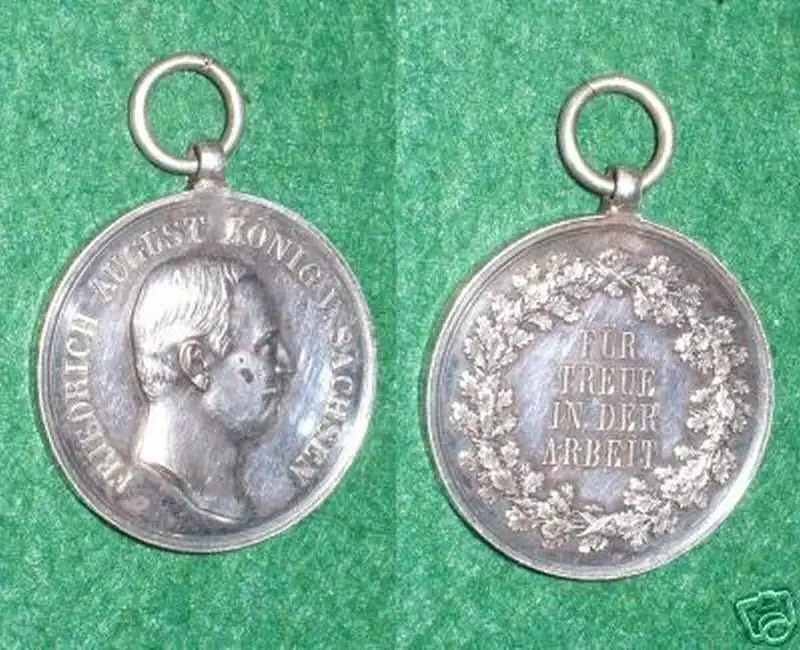 FRIEDRICH AUGUST KÖNIG V. SACHSEN
FÜR
TREUE
IN DER
ARBEIT